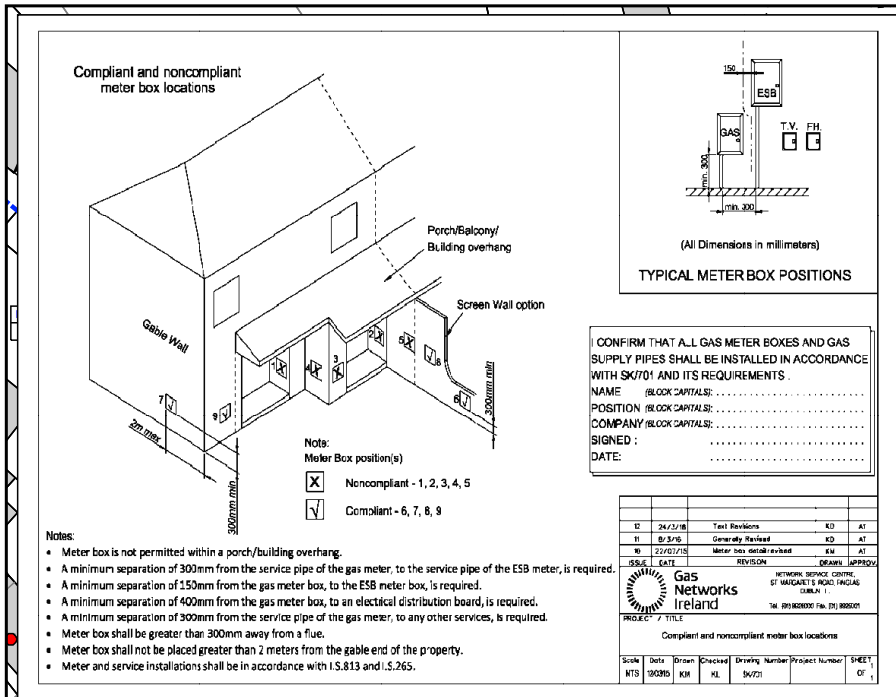 Compliant and noncompliant
meter box locations
Porch/Balcony/
Building overhang
Screen Wall option
Gable Wall
1
2
3
4
5
6
7
8
9
2m max
300mm min
300mm min
Note:
Meter Box position(s)
X Noncompliant - 1, 2, 3, 4, 5
√ Compliant - 6, 7, 8, 9
Notes:
• Meter box is not permitted within a porch/building overhang.
• A minimum separation of 300mm from the service pipe of the gas meter, to the service pipe of the ESB meter, is required.
• A minimum separation of 150mm from the gas meter box, to the ESB meter box, is required.
• A minimum separation of 400mm from the gas meter box, to an electrical distribution board, is required.
• A minimum separation of 300mm from the service pipe of the gas meter, to any other services, is required.
• Meter box shall be greater than 300mm away from a flue.
• Meter box shall not be placed greater than 2 meters from the gable end of the property.
• Meter and service installations shall be in accordance with I.S.813 and I.S.265.
150
ESB
GAS
T.V. FH.
min. 300
min. 300
(All Dimensions in millimeters)
TYPICAL METER BOX POSITIONS
I CONFIRM THAT ALL GAS METER BOXES AND GAS
SUPPLY PIPES SHALL BE INSTALLED IN ACCORDANCE
WITH SK/701 AND ITS REQUIREMENTS .
NAME (BLOCK CAPITALS):
POSITION (BLOCK CAPITALS):
COMPANY (BLOCK CAPITALS):
SIGNED :
DATE:
12 24/3/16 Text Revisions KD AT
11 8/3/16 Generally Revised KD AT
10 Meter box detail revised KM AT
ISSUE DATE REVISION DRAWN APPROV.
Gas
Networks
Ireland
NETWORK SERVICE CENTRE,
ST MARGARET'S ROAD, FINGLAS
DUBLIN 11.
PROJECT / TITLE
Compliant and noncompliant meter box locations
Scale Date Drawn Checked Drawing Number Project Number SHEET 1
NTS KM KL SK/701 OF 1